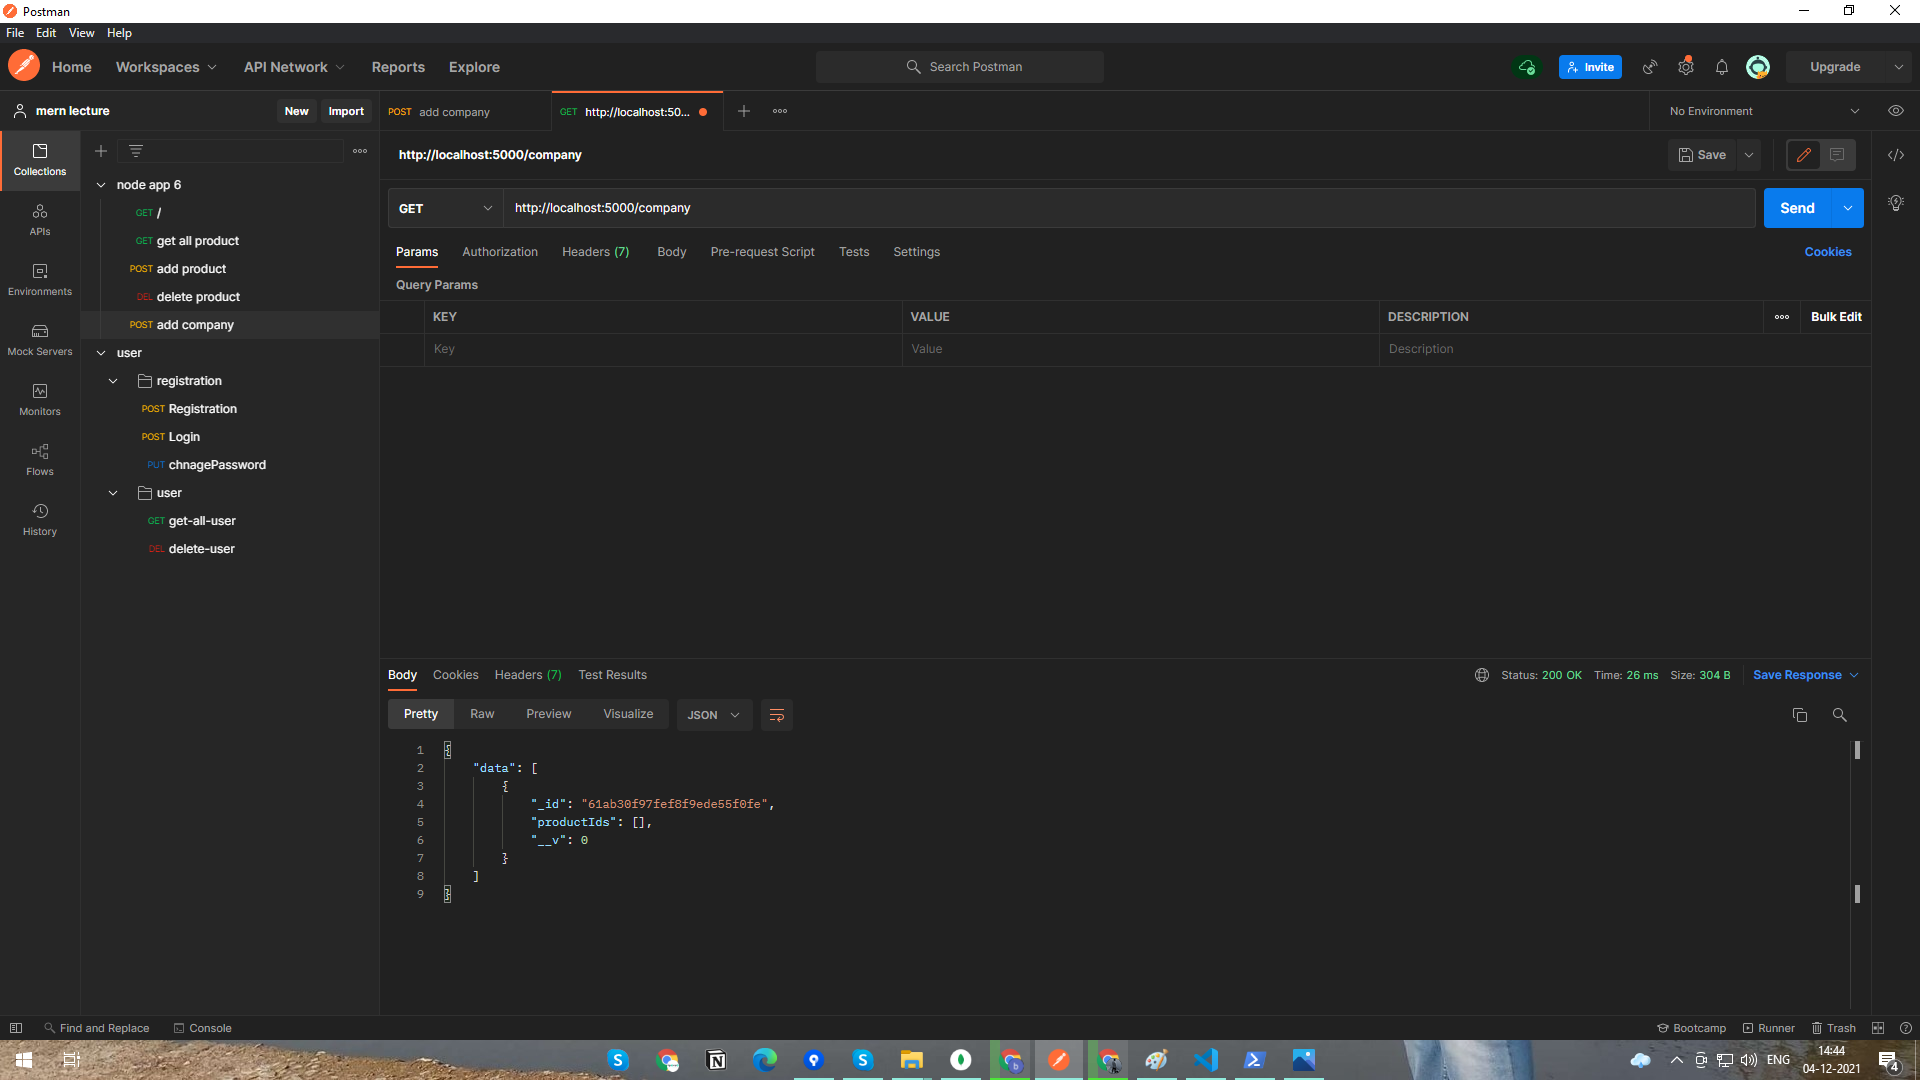 Postman
File Edit View Help
Home Workspaces API Network Reports Explore Search Postman Invite Upgrade
mern lecture New Import POST add company GET http://localhost:50... No Environment
http://localhost:5000/company Save
Collections
APIs
Environments
Mock Servers
Monitors
Flows
History
node app 6
GET /
GET get all product
POST add product
DEL delete product
POST add company
user
registration
POST Registration
POST Login
PUT chnagePassword
user
GET get-all-user
DEL delete-user
GET http://localhost:5000/company Send
Params Authorization Headers (7) Body Pre-request Script Tests Settings Cookies
Query Params
KEY VALUE DESCRIPTION Bulk Edit
Key Value Description
Body Cookies Headers (7) Test Results Status: 200 OK Time: 26 ms Size: 304 B Save Response
Pretty Raw Preview Visualize JSON
1 {
2 "data": [
3 {
4 "_id": "61ab30f97fef8f9ede55f0fe",
5 "productIds": [],
6 "__v": 0
7 }
8 ]
9 }
Find and Replace Console Bootcamp Runner Trash
ENG 14:44
04-12-2021 4